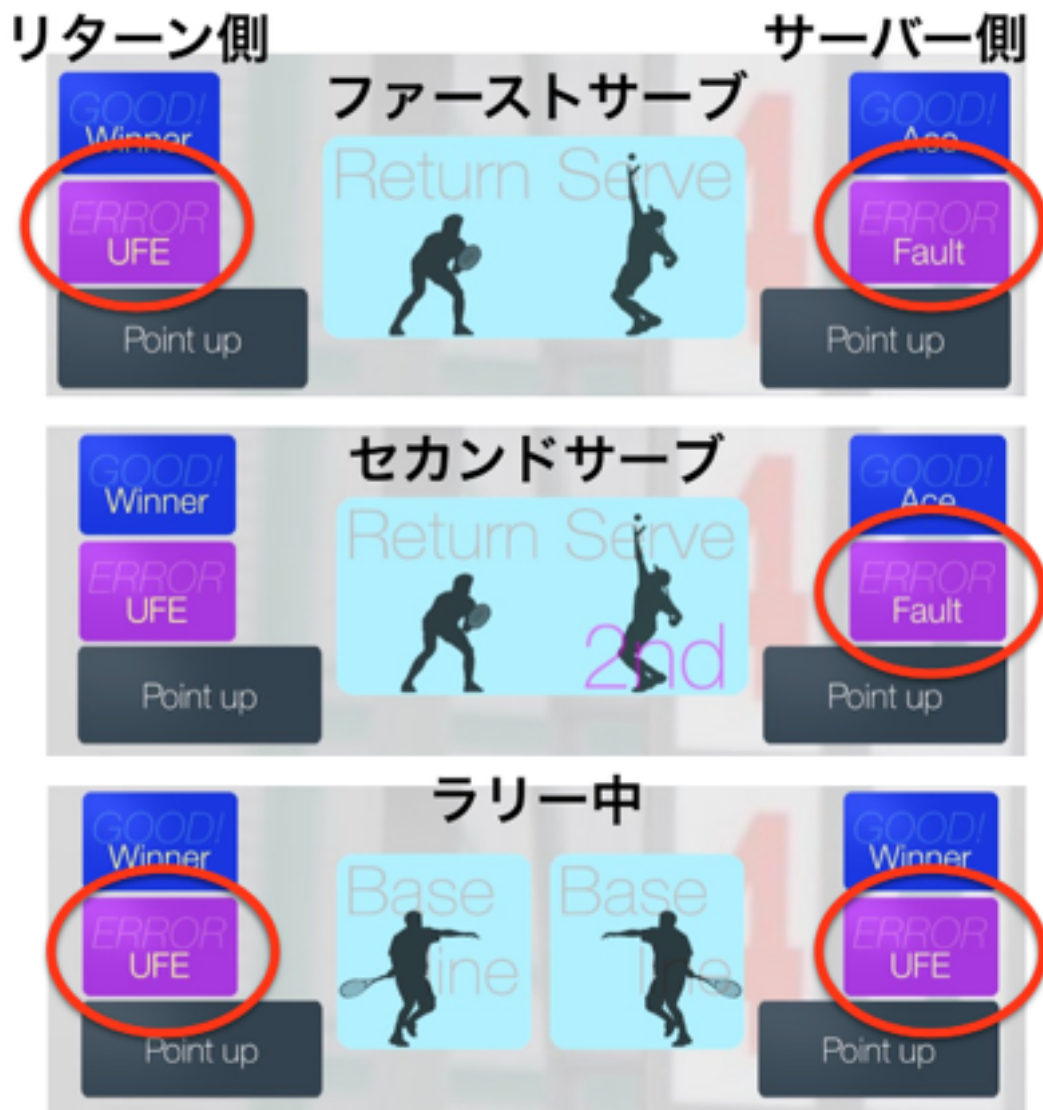 リターン側
サーバー側
ファーストサーブ
GOOD!
Winner
ERROR
UFE
Point up
Return Serve
GOOD!
Ace
ERROR
Fault
Point up
セカンドサーブ
GOOD!
Winner
ERROR
UFE
Point up
Return Serve
2nd
GOOD!
Ace
ERROR
Fault
Point up
ラリー中
GOOD!
Winner
ERROR
UFE
Point up
Base
line
Base
line
GOOD!
Winner
ERROR
UFE
Point up